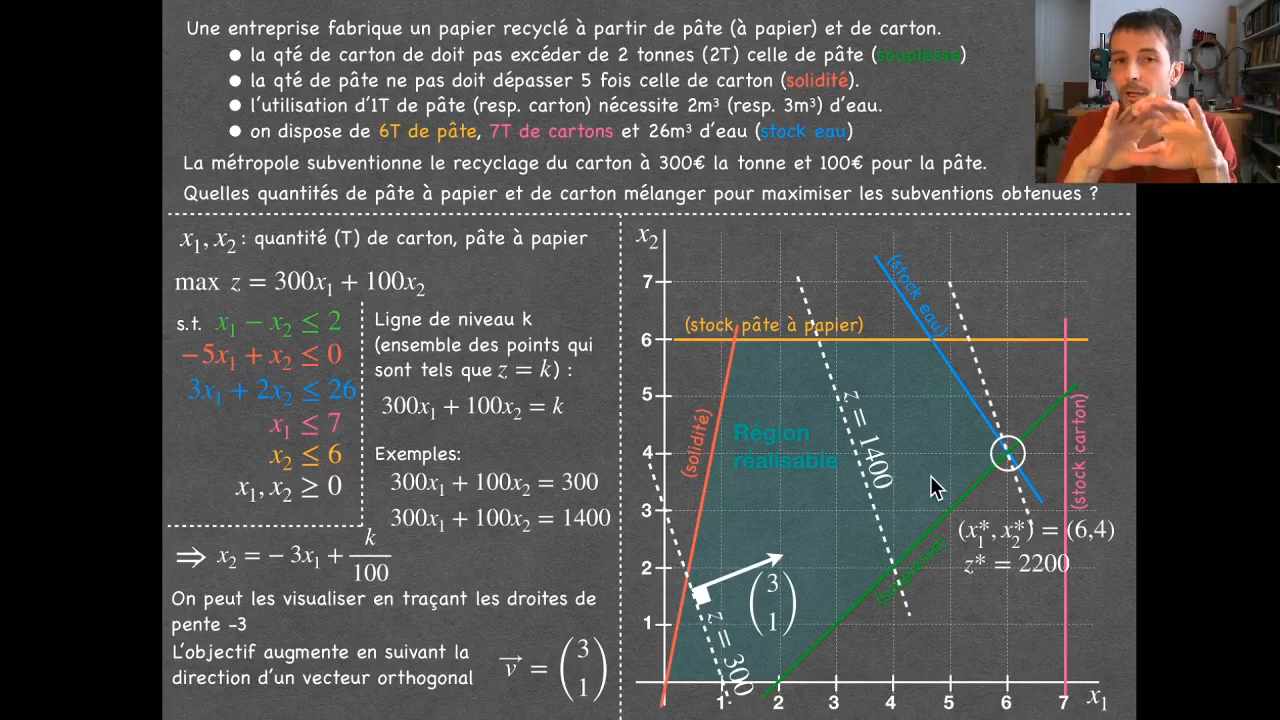 Une entreprise fabrique un papier recyclé à partir de pâte (à papier) et de carton.
● la qté de carton de doit pas excéder de 2 tonnes (2T) celle de pâte (souplesse)
● la qté de pâte ne pas doit dépasser 5 fois celle de carton (solidité).
● l'utilisation d'1T de pâte (resp. carton) nécessite 2m³ (resp. 3m³) d'eau.
● on dispose de 6T de pâte, 7T de cartons et 26m³ d'eau (stock eau)
La métropole subventionne le recyclage du carton à 300€ la tonne et 100€ pour la pâte.
Quelles quantités de pâte à papier et de carton mélanger pour maximiser les subventions obtenues ?
x₁, x₂ : quantité (T) de carton, pâte à papier
max z = 300x₁ + 100x₂
s.t. x₁ − x₂ ≤ 2
−5x₁ + x₂ ≤ 0
3x₁ + 2x₂ ≤ 26
x₁ ≤ 7
x₂ ≤ 6
x₁, x₂ ≥ 0
Ligne de niveau k
(ensemble des points qui
sont tels que z = k) :
300x₁ + 100x₂ = k
Exemples:
300x₁ + 100x₂ = 300
300x₁ + 100x₂ = 1400
⟹ x₂ = − 3x₁ + k/100
On peut les visualiser en traçant les droites de
pente -3
L'objectif augmente en suivant la
direction d'un vecteur orthogonal
v⃗ = (3 1)
x₂
7
6
5
4
3
2
1
(stock pâte à papier)
(stock eau)
(solidité)
Région
réalisable
z = 1400
(stock carton)
(x₁*, x₂*) = (6,4)
z* = 2200
(souplesse)
(3 1)
z = 300
1 2 3 4 5 6 7 x₁